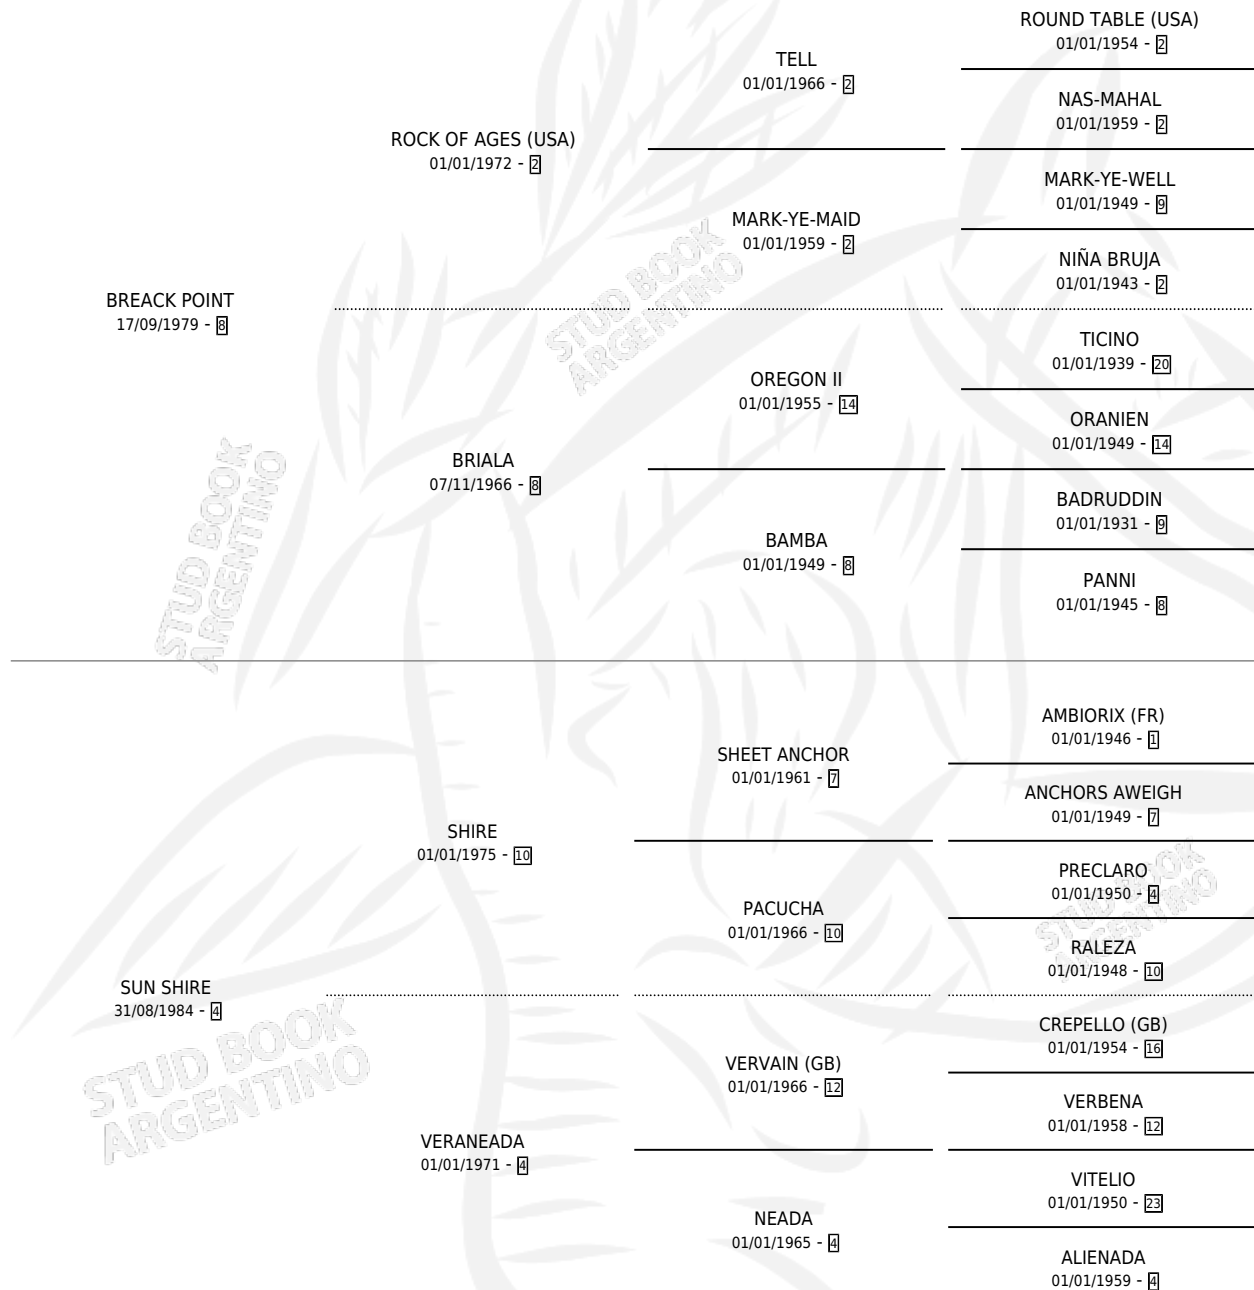 ROUND TABLE (USA)
01/01/1954 - 2
TELL
01/01/1966 - 2
NAS-MAHAL
01/01/1959 - 2
ROCK OF AGES (USA)
01/01/1972 - 2
MARK-YE-WELL
01/01/1949 - 9
MARK-YE-MAID
01/01/1959 - 2
NIÑA BRUJA
01/01/1943 - 2
BREACK POINT
17/09/1979 - 8
TICINO
01/01/1939 - 20
OREGON II
01/01/1955 - 14
ORANIEN
01/01/1949 - 14
BRIALA
07/11/1966 - 8
BADRUDDIN
01/01/1931 - 9
BAMBA
01/01/1949 - 8
PANNI
01/01/1945 - 8
STUD BOOK
ARGENTINO
STUD BOOK
ARGENTINO
AMBIORIX (FR)
01/01/1946 - 1
SHEET ANCHOR
01/01/1961 - 7
ANCHORS AWEIGH
01/01/1949 - 7
SHIRE
01/01/1975 - 10
PRECLARO
01/01/1950 - 4
PACUCHA
01/01/1966 - 10
RALEZA
01/01/1948 - 10
SUN SHIRE
31/08/1984 - 4
CREPELLO (GB)
01/01/1954 - 16
VERVAIN (GB)
01/01/1966 - 12
VERBENA
01/01/1958 - 12
VERANEADA
01/01/1971 - 4
VITELIO
01/01/1950 - 23
NEADA
01/01/1965 - 4
ALIENADA
01/01/1959 - 4
STUD BOOK
ARGENTINO
STUD BOOK
ARGENTINO